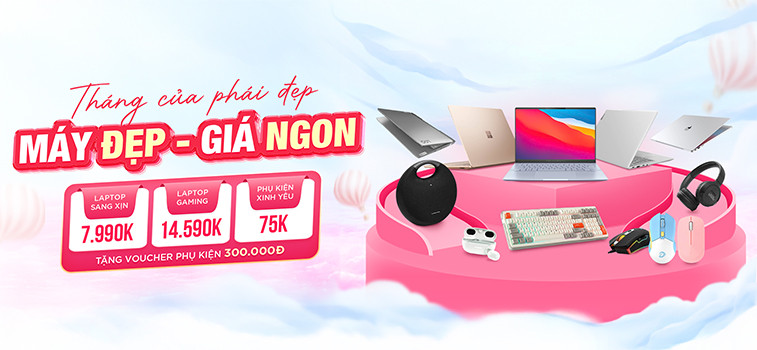 Tháng của phái đẹp
MÁY ĐẸP - GIÁ NGON
LAPTOP
SANG XỊN
7.990K
LAPTOP
GAMING
14.590K
PHỤ KIỆN
XINH YÊU
75K
TẶNG VOUCHER PHỤ KIỆN 300.000Đ